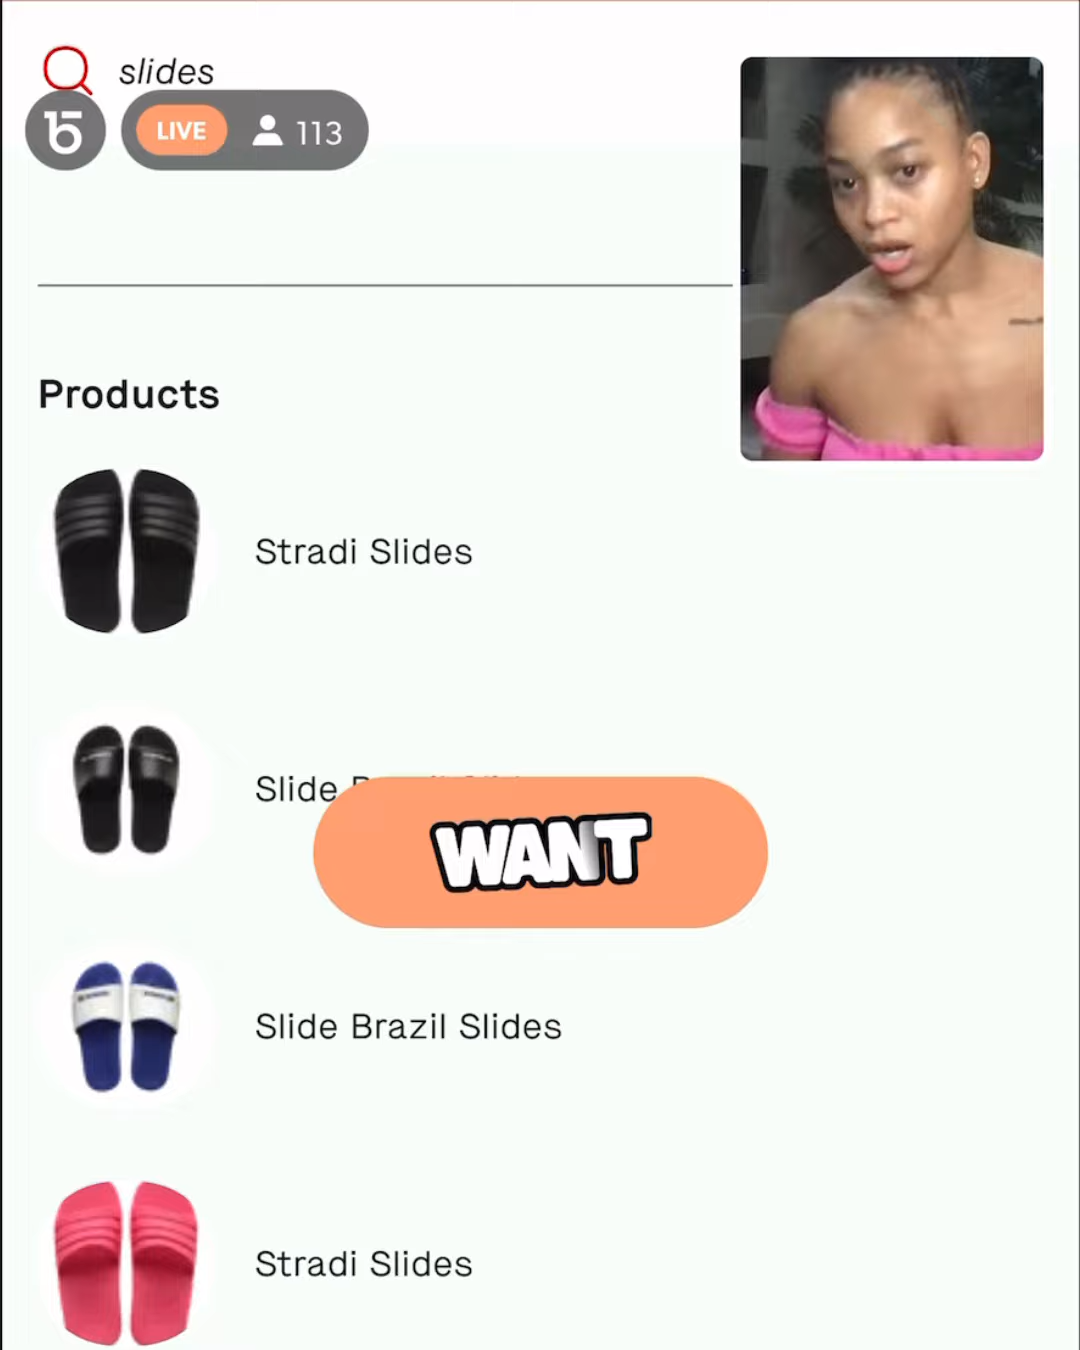 slides
LIVE 113
Products
Stradi Slides
Slide
WANT
Slide Brazil Slides
Stradi Slides